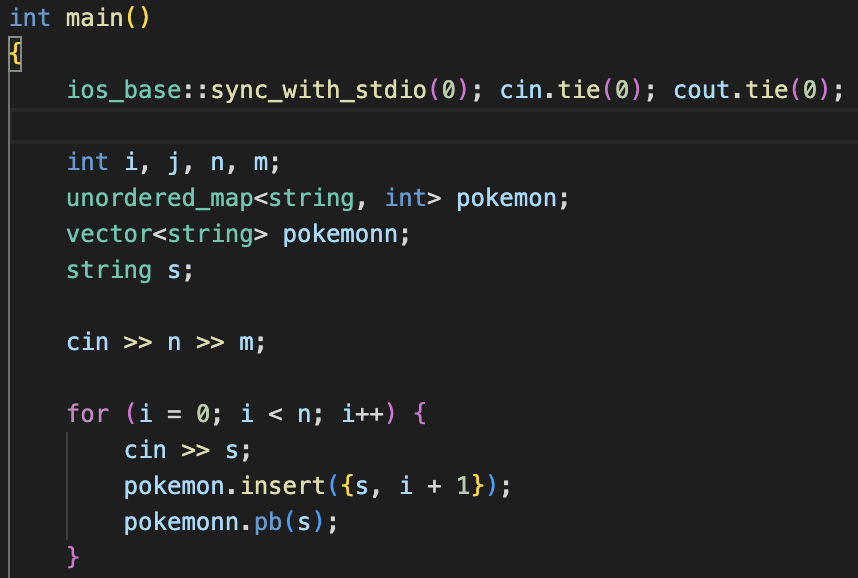 int main()
{
    ios_base::sync_with_stdio(0); cin.tie(0); cout.tie(0);
    int i, j, n, m;
    unordered_map<string, int> pokemon;
    vector<string> pokemonn;
    string s;
    cin >> n >> m;
    for (i = 0; i < n; i++) {
        cin >> s;
        pokemon.insert({s, i + 1});
        pokemonn.pb(s);
    }